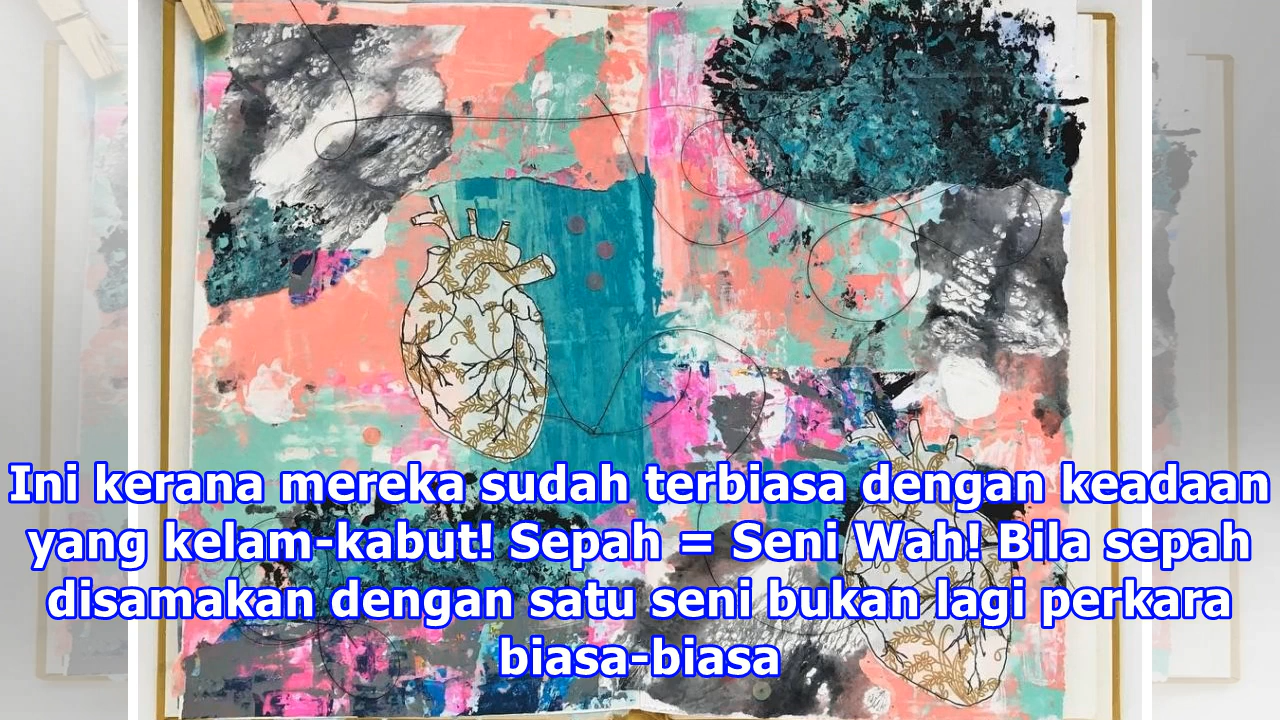 Ini kerana mereka sudah terbiasa dengan keadaan
yang kelam-kabut! Sepah = Seni Wah! Bila sepah
disamakan dengan satu seni bukan lagi perkara
biasa-biasa